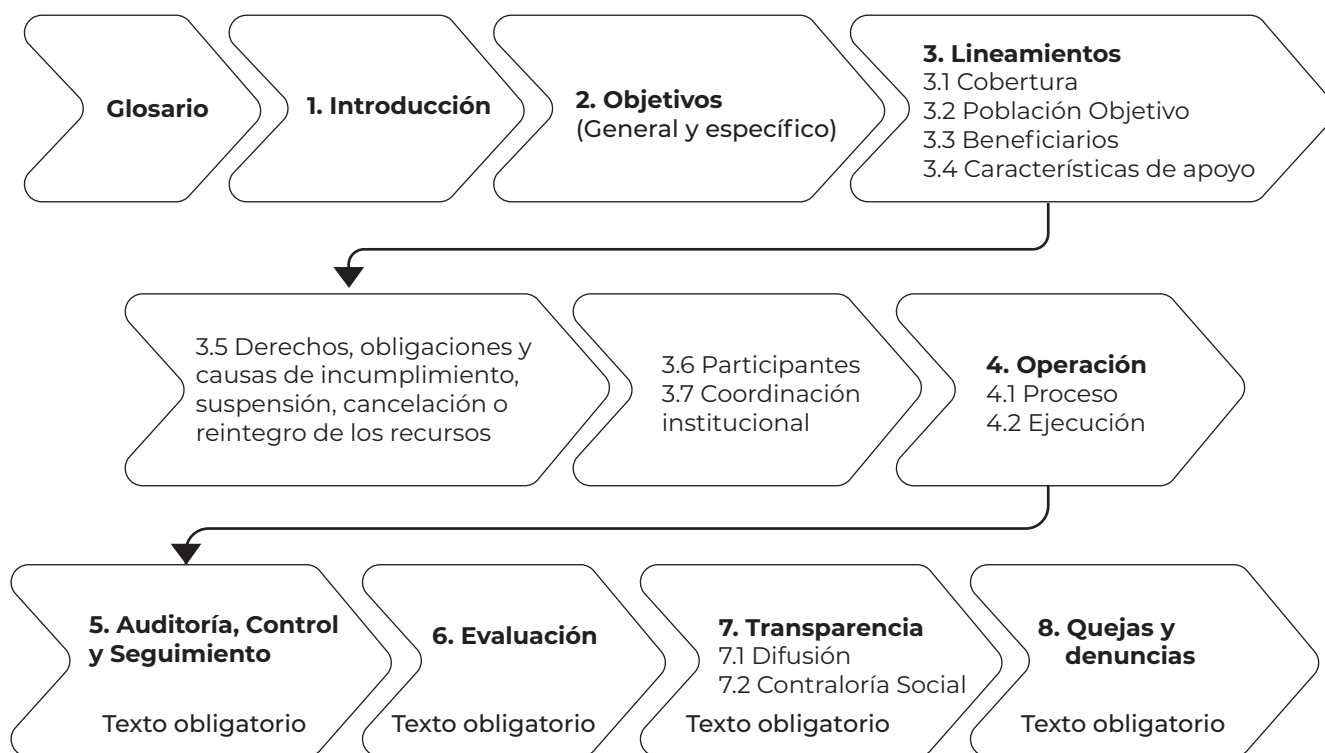 Glosario
1. Introducción
2. Objetivos
(General y específico)
3. Lineamientos
3.1 Cobertura
3.2 Población Objetivo
3.3 Beneficiarios
3.4 Características de apoyo
3.5 Derechos, obligaciones y
causas de incumplimiento,
suspensión, cancelación o
reintegro de los recursos
3.6 Participantes
3.7 Coordinación
institucional
4. Operación
4.1 Proceso
4.2 Ejecución
5. Auditoría, Control
y Seguimiento
Texto obligatorio
6. Evaluación
Texto obligatorio
7. Transparencia
7.1 Difusión
7.2 Contraloría Social
Texto obligatorio
8. Quejas y
denuncias
Texto obligatorio